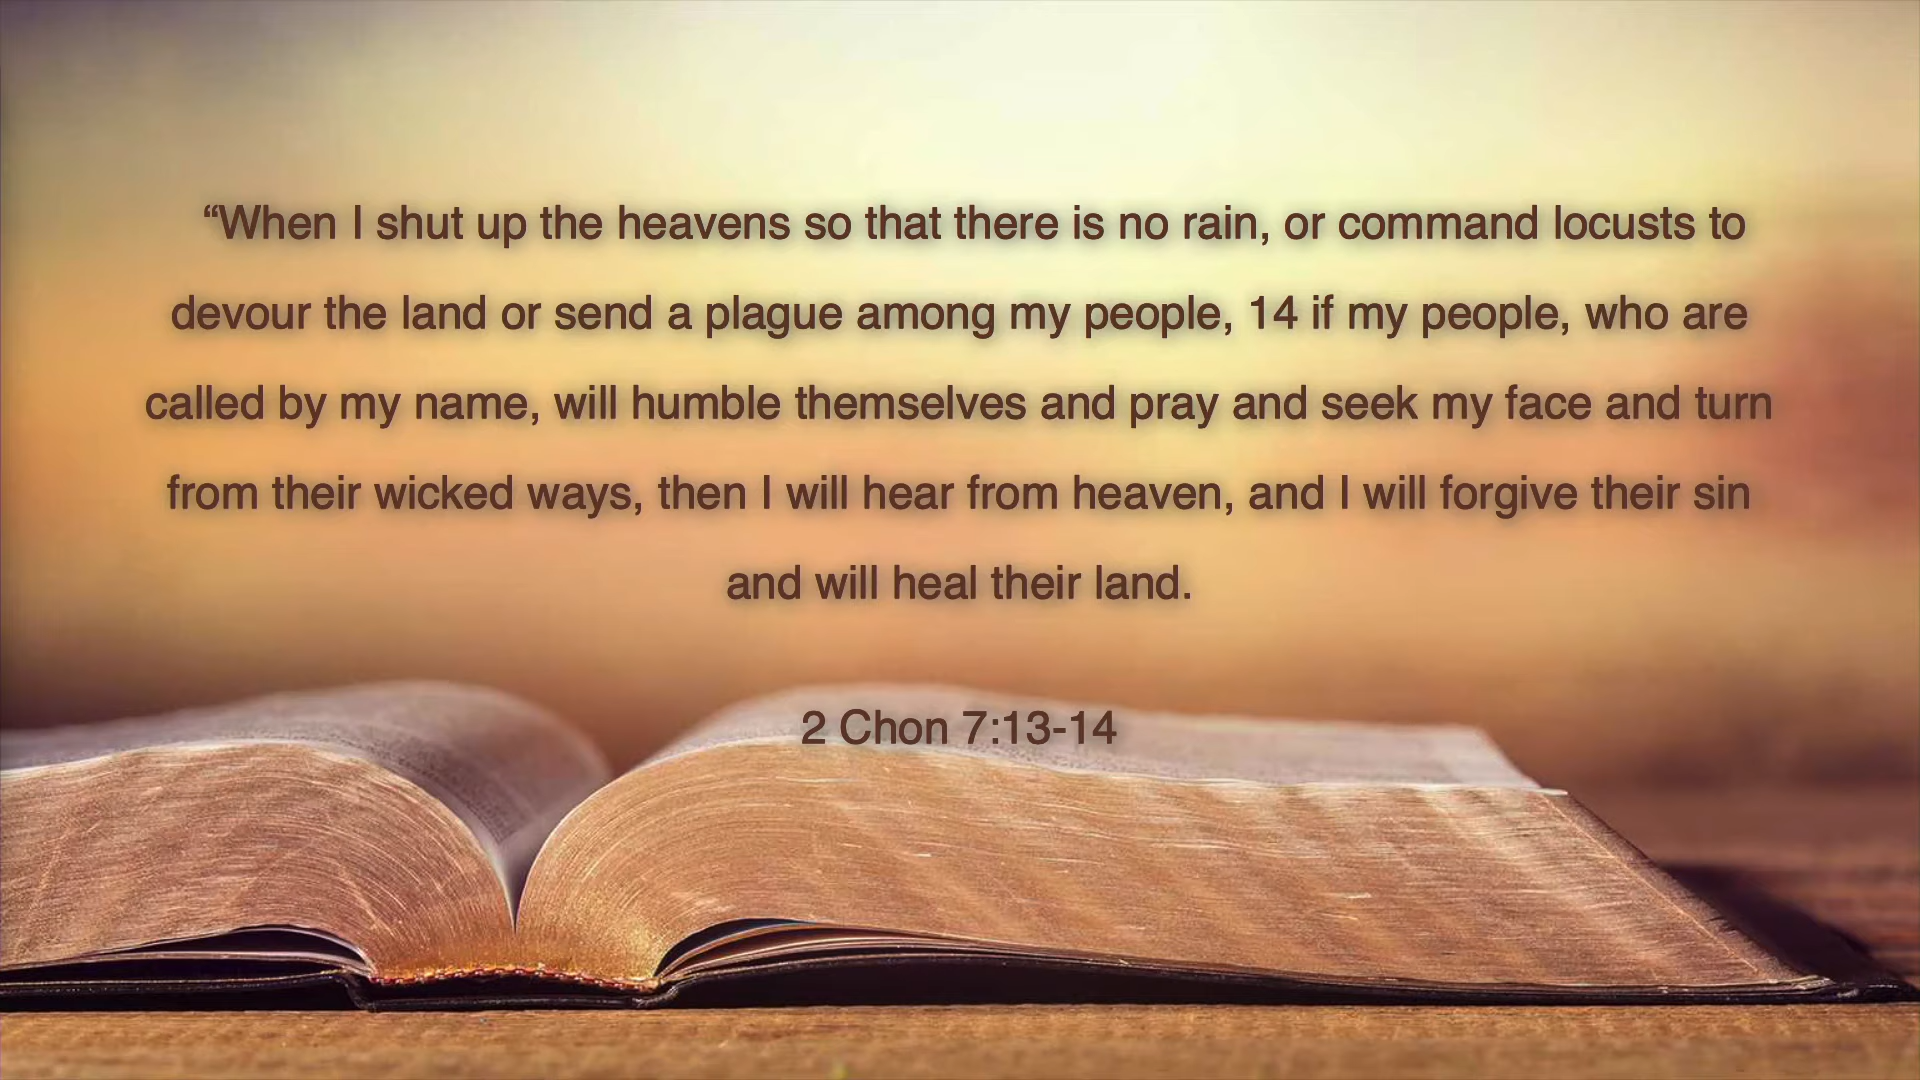 “When I shut up the heavens so that there is no rain, or command locusts to
devour the land or send a plague among my people, 14 if my people, who are
called by my name, will humble themselves and pray and seek my face and turn
from their wicked ways, then I will hear from heaven, and I will forgive their sin
and will heal their land.
2 Chon 7:13-14